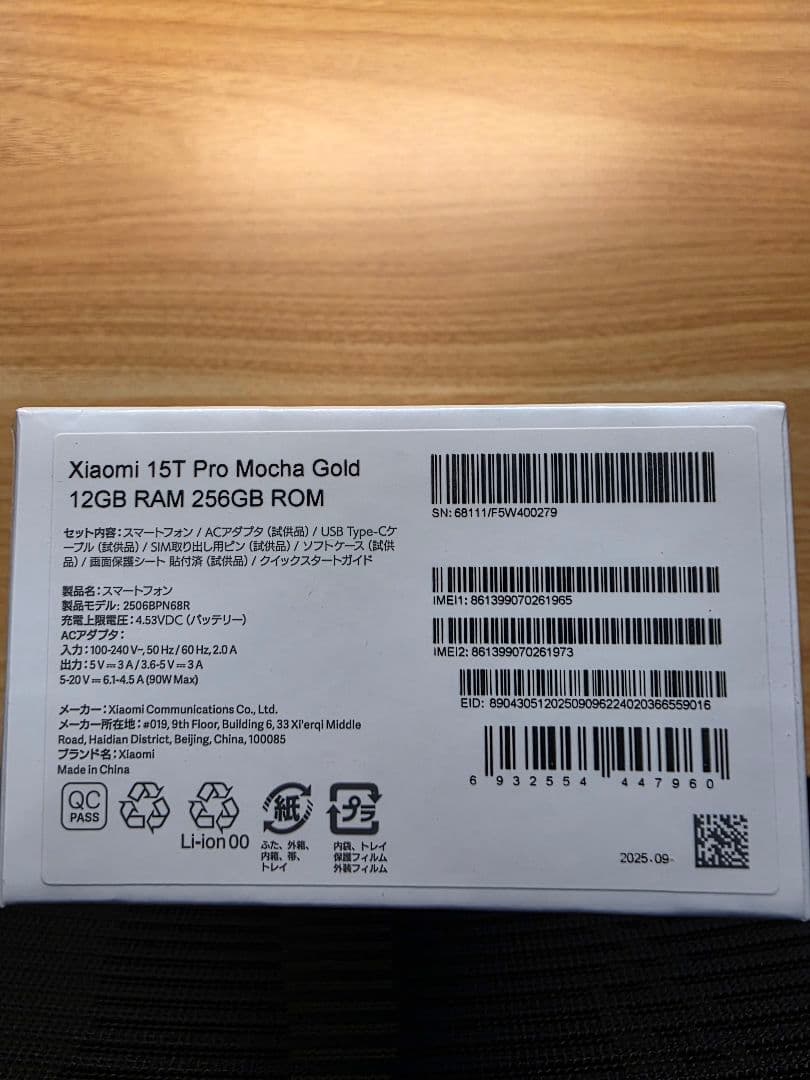 Xiaomi 15T Pro Mocha Gold
12GB RAM 256GB ROM
セット内容：スマートフォン / ACアダプタ（試供品）/ USB Type-Cケ
ーブル（試供品）/ SIM取り出し用ピン（試供品）/ ソフトケース（試供
品）/ 画面保護シート 貼付済（試供品）/ クイックスタートガイド
製品名：スマートフォン
製品モデル：2506BPN68R
充電上限電圧：4.53VDC（バッテリー）
ACアダプタ：
入力：100-240 V~, 50 Hz / 60 Hz, 2.0 A
出力：5 V⎓3 A / 3.6-5 V⎓3 A
5-20 V⎓6.1-4.5 A (90W Max)
メーカー：Xiaomi Communications Co., Ltd.
メーカー所在地：#019, 9th Floor, Building 6, 33 Xi'erqi Middle
Road, Haidian District, Beijing, China, 100085
ブランド名：Xiaomi
Made in China
QC
PASS
Li-ion 00
紙
ふた、外箱、
内箱、帯、
トレイ
プラ
内袋、トレイ
保護フィルム
外装フィルム
SN: 68111/F5W400279
IMEI1: 861399070261965
IMEI2: 861399070261973
EID: 89043051202509096224020366559016
6 932554 447960
2025.09